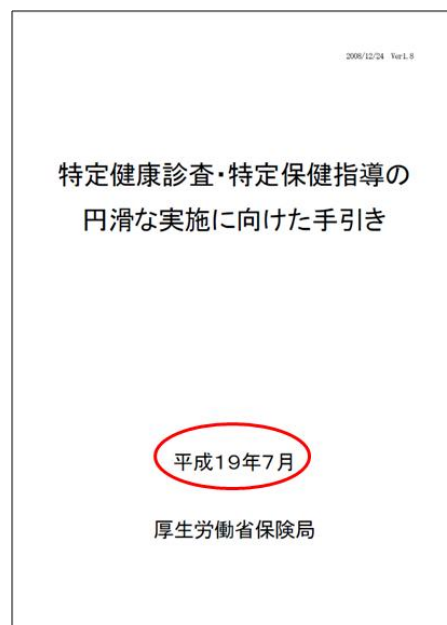 2008/12/24 Ver1.8
特定健康診査・特定保健指導の
円滑な実施に向けた手引き
平成19年7月
厚生労働省保険局